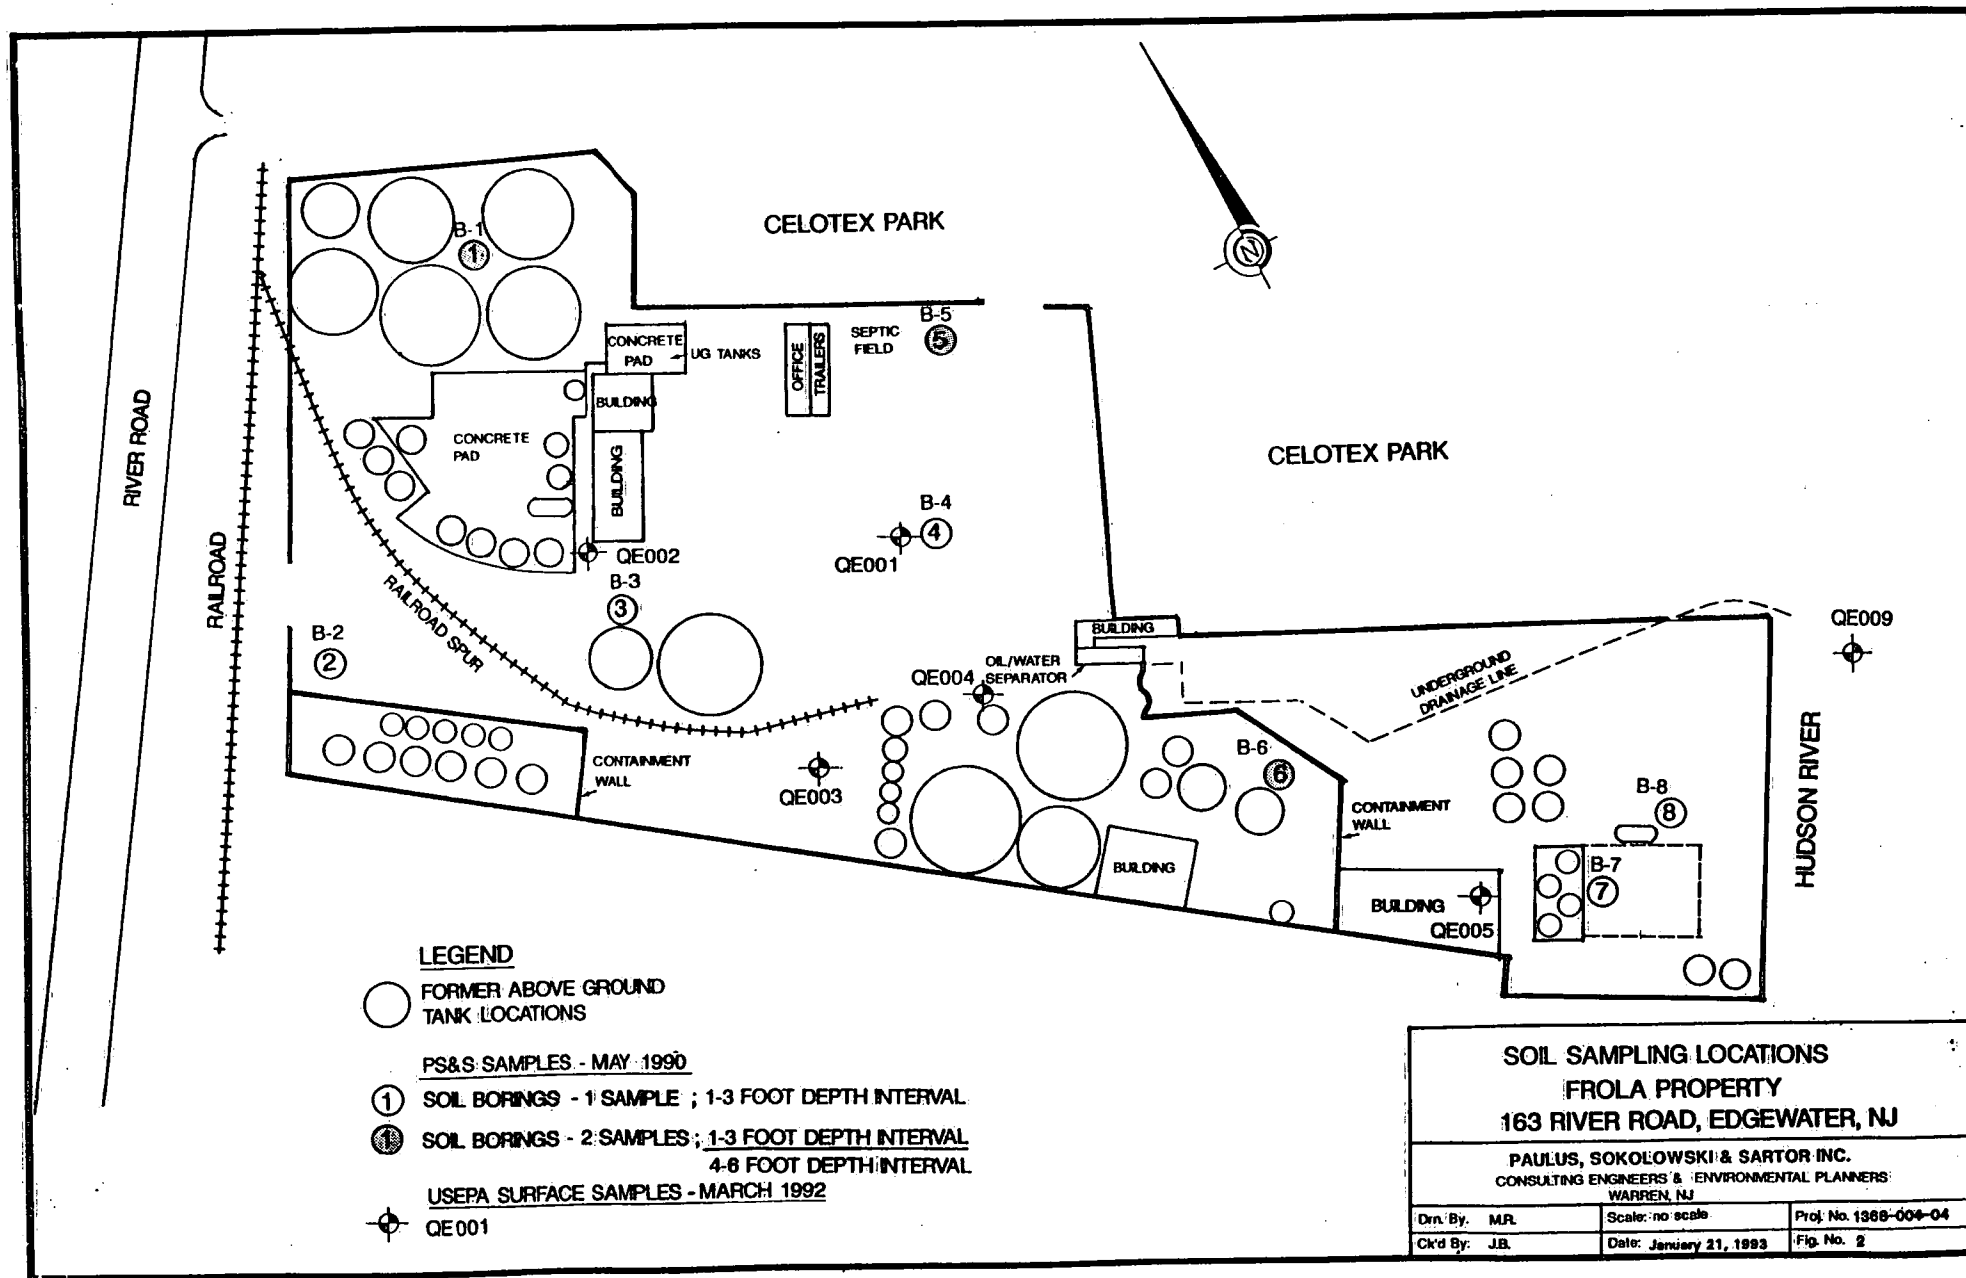 CELOTEX PARK
N
B-1
1
B-5
5
CONCRETE
PAD
UG TANKS
OFFICE
TRAILERS
SEPTIC
FIELD
BUILDING
BUILDING
CONCRETE
PAD
RIVER ROAD
RAILROAD
RAILROAD SPUR
CELOTEX PARK
B-4
4
QE001
QE002
B-3
3
B-2
2
BUILDING
OIL/WATER
SEPARATOR
QE004
UNDERGROUND
DRAINAGE LINE
QE009
HUDSON RIVER
CONTAINMENT
WALL
QE003
B-6
6
CONTAINMENT
WALL
B-8
8
B-7
7
BUILDING
BUILDING
QE005
LEGEND
FORMER ABOVE GROUND
TANK LOCATIONS
PS&S SAMPLES - MAY 1990
1 SOIL BORINGS - 1 SAMPLE ; 1-3 FOOT DEPTH INTERVAL
1 SOIL BORINGS - 2 SAMPLES ; 1-3 FOOT DEPTH INTERVAL
4-6 FOOT DEPTH INTERVAL
USEPA SURFACE SAMPLES - MARCH 1992
QE001
SOIL SAMPLING LOCATIONS
FROLA PROPERTY
163 RIVER ROAD, EDGEWATER, NJ
PAULUS, SOKOLOWSKI & SARTOR INC.
CONSULTING ENGINEERS & ENVIRONMENTAL PLANNERS
WARREN, NJ
Drn. By. M.R. Scale: no scale Proj. No. 1368-004-04
Ck'd By: J.B. Date: January 21, 1993 Fig. No. 2